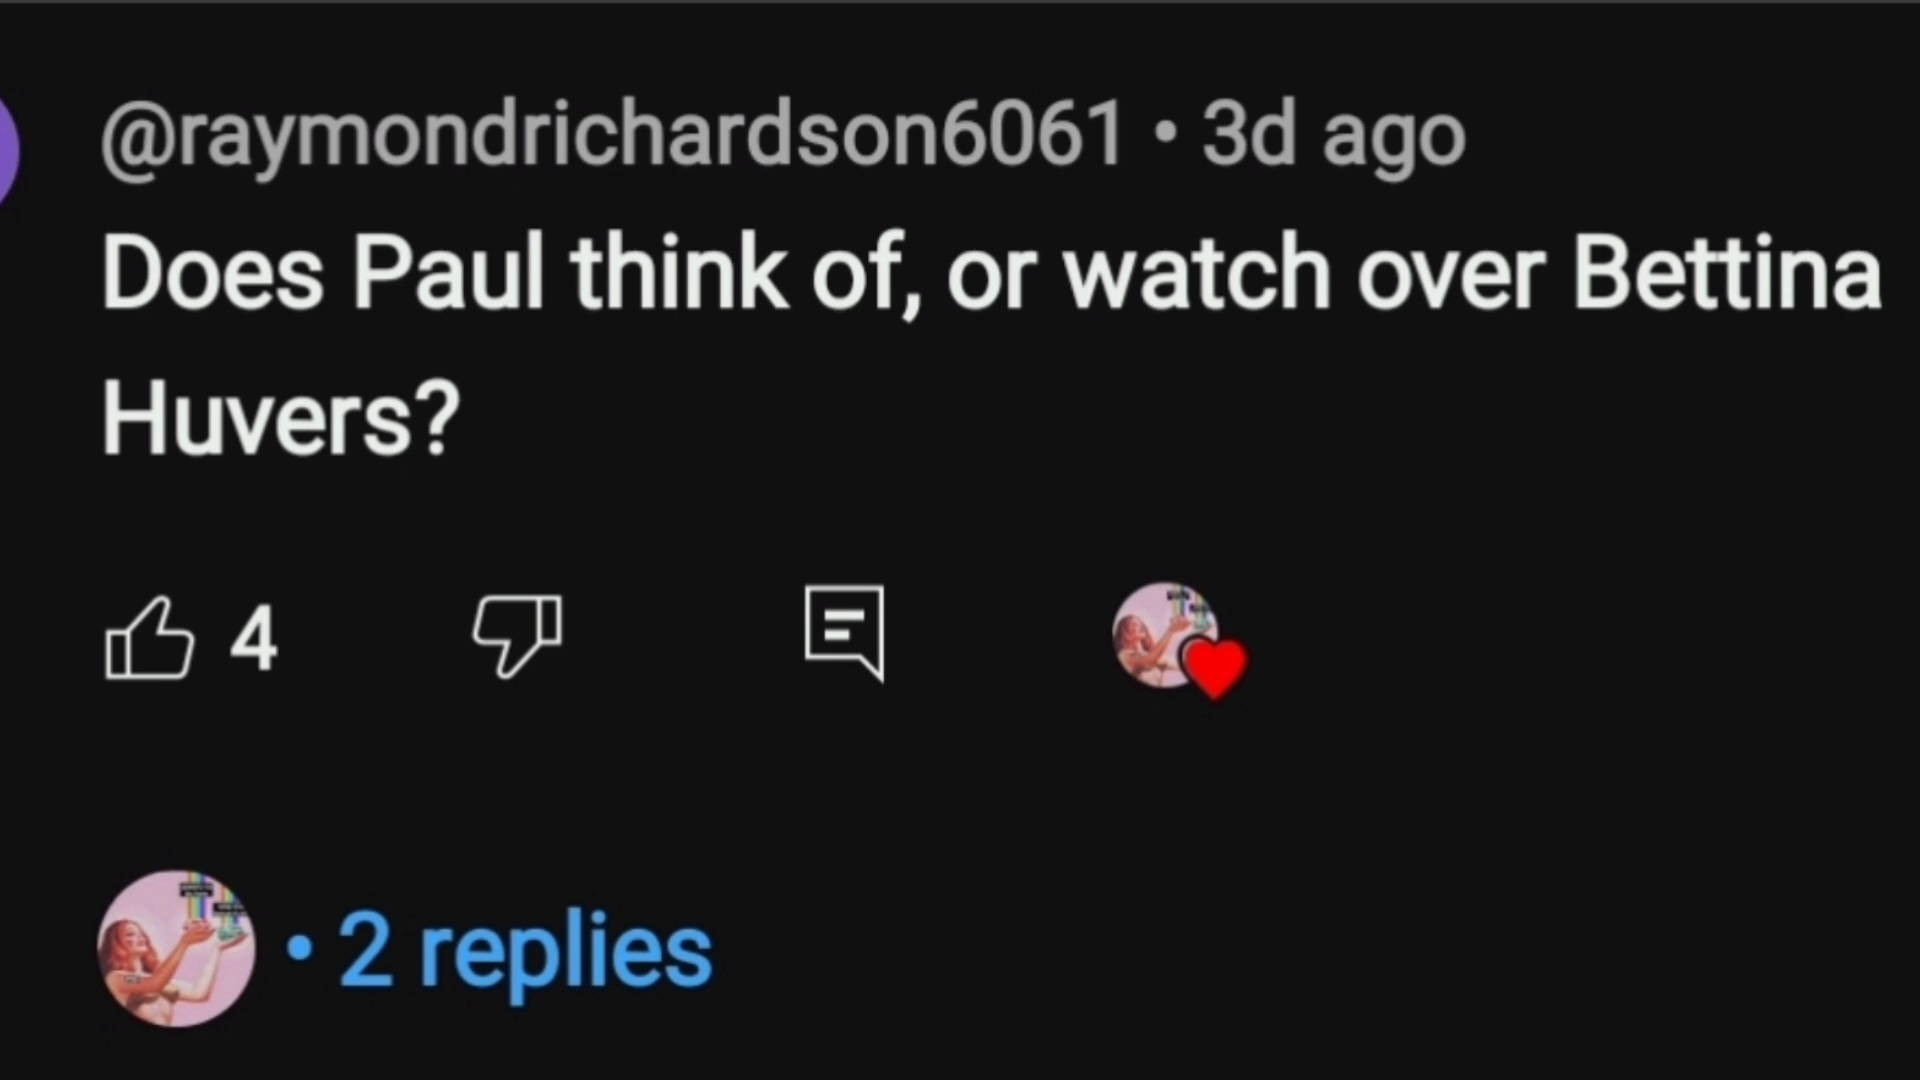 @raymondrichardson6061 • 3d ago
Does Paul think of, or watch over Bettina
Huvers?
4
• 2 replies